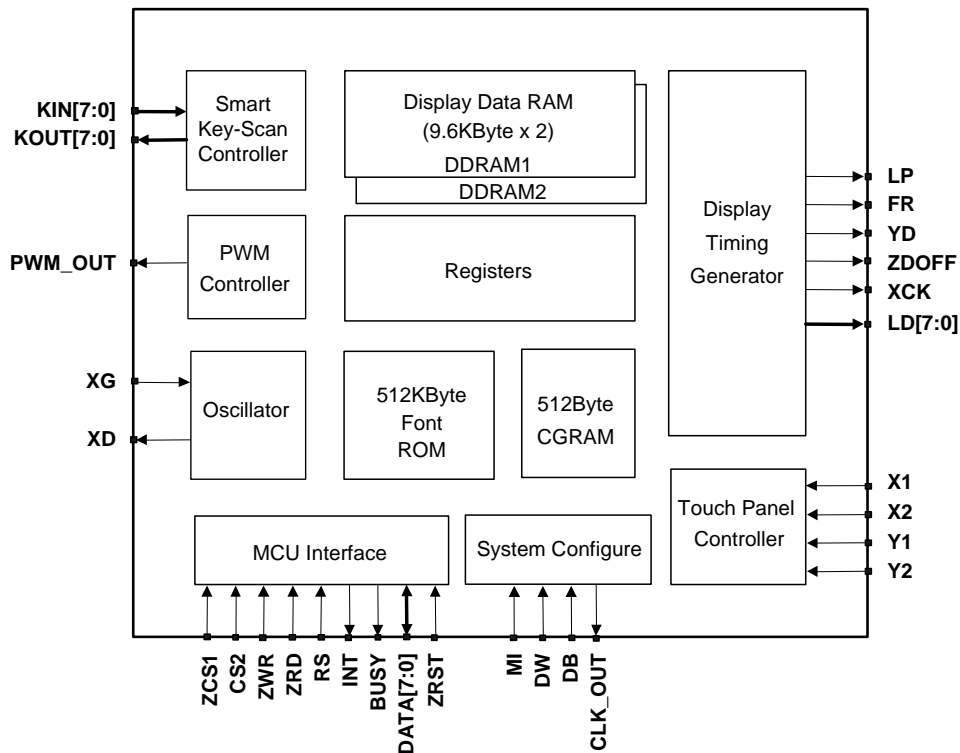 KIN[7:0]
KOUT[7:0]
Smart
Key-Scan
Controller
Display Data RAM
(9.6KByte x 2)
DDRAM1
DDRAM2
Display
Timing
Generator
LP
FR
YD
ZDOFF
XCK
LD[7:0]
PWM_OUT
PWM
Controller
Registers
XG
XD
Oscillator
512KByte
Font
ROM
512Byte
CGRAM
Touch Panel
Controller
X1
X2
Y1
Y2
MCU Interface
System Configure
ZCS1
CS2
ZWR
ZRD
RS
INT
BUSY
DATA[7:0]
ZRST
MI
DW
DB
CLK_OUT